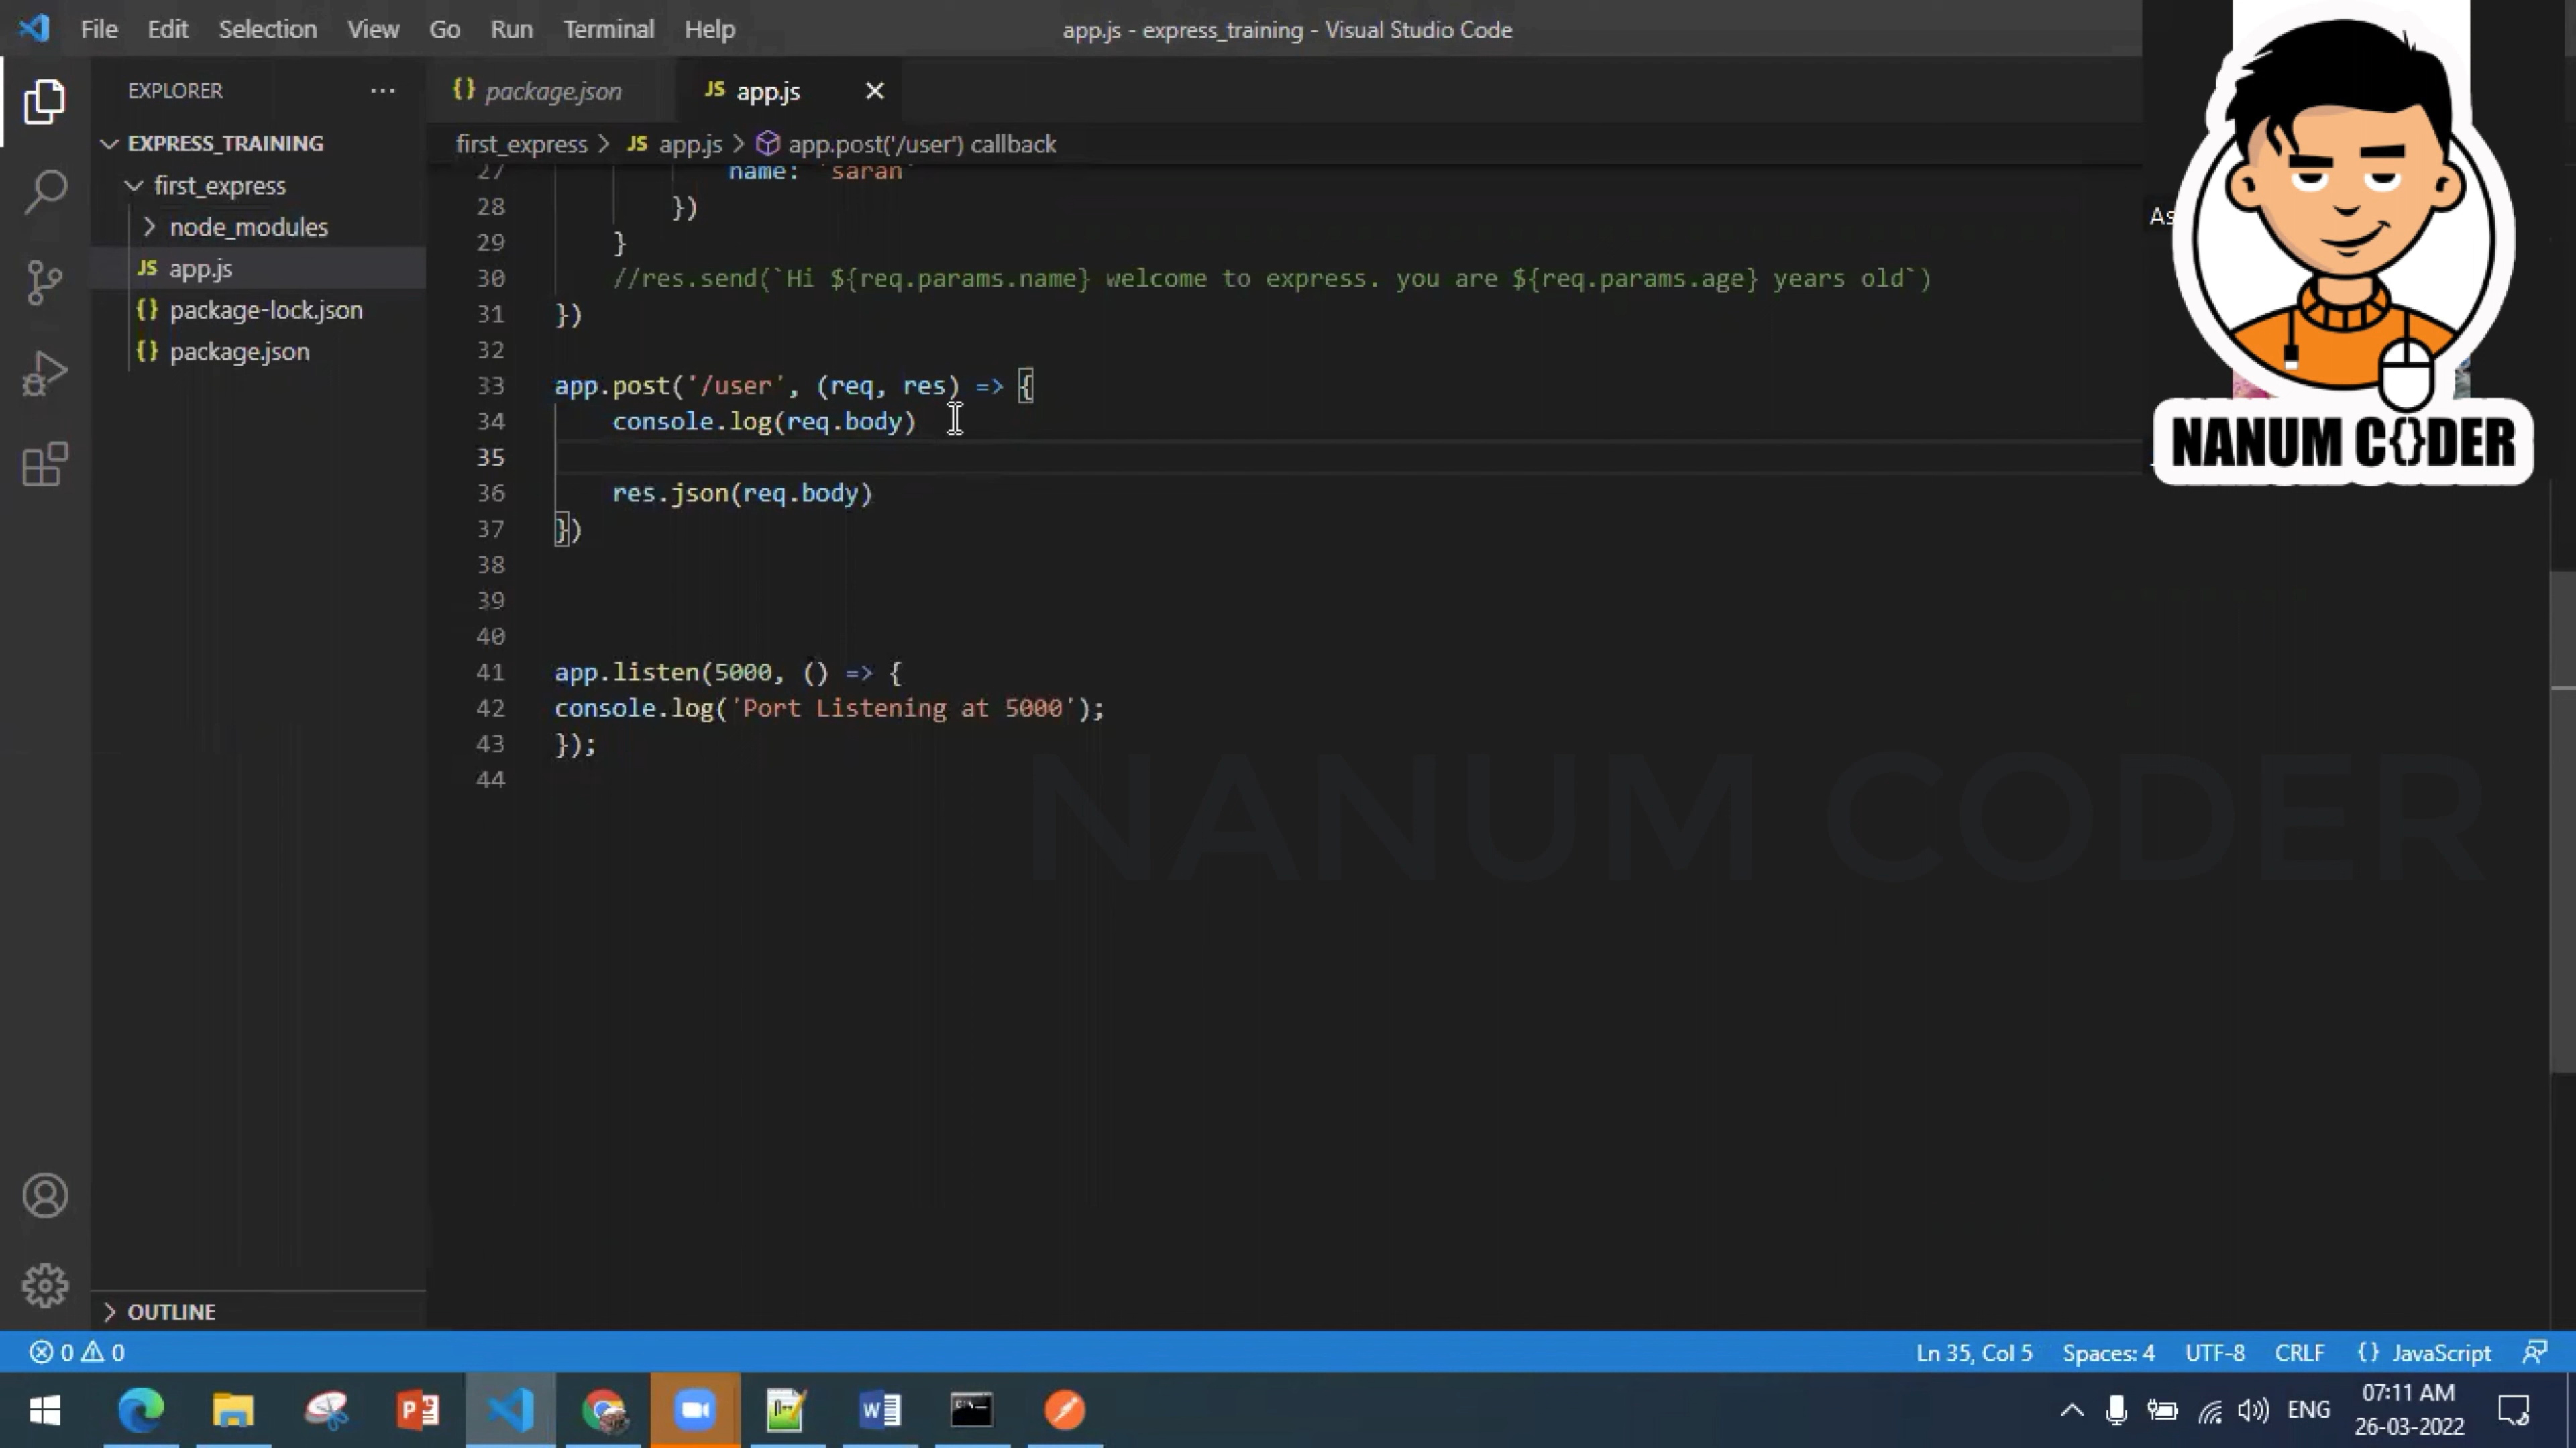 File Edit Selection View Go Run Terminal Help
app.js - express_training - Visual Studio Code
EXPLORER ...
package.json
JS app.js
EXPRESS_TRAINING
first_express
node_modules
JS app.js
{} package-lock.json
{} package.json
OUTLINE
first_express > JS app.js > app.post('/user') callback
27 name: 'saran'
28 })
29 }
30 //res.send(`Hi ${req.params.name} welcome to express. you are ${req.params.age} years old`)
31 })
32
33 app.post('/user', (req, res) => {
34 console.log(req.body)
35
36 res.json(req.body)
37 })
38
39
40
41 app.listen(5000, () => {
42 console.log('Port Listening at 5000');
43 });
44
As
NANUM C{}DER
NANUM CODER
0 0
Ln 35, Col 5 Spaces: 4 UTF-8 CRLF {} JavaScript
ENG
07:11 AM
26-03-2022